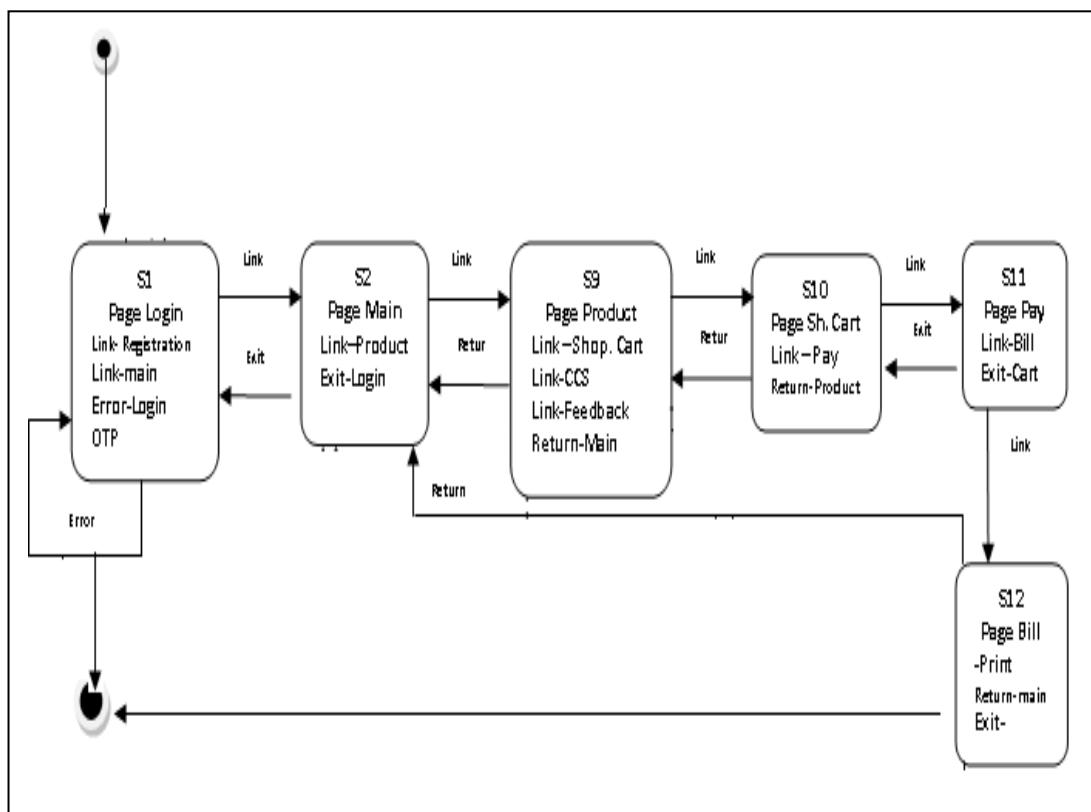 S1
Page Login
Link- Registration
Link-main
Error-Login
OTP
Link
Exit
S2
Page Main
Link–Product
Exit-Login
Link
Retur
S9
Page Product
Link–Shop. Cart
Link-CCS
Link-Feedback
Return-Main
Link
Retur
S10
Page Sh. Cart
Link–Pay
Return-Product
Link
Exit
S11
Page Pay
Link-Bill
Exit-Cart
Link
Return
Error
S12
Page Bill
-Print
Return-main
Exit-